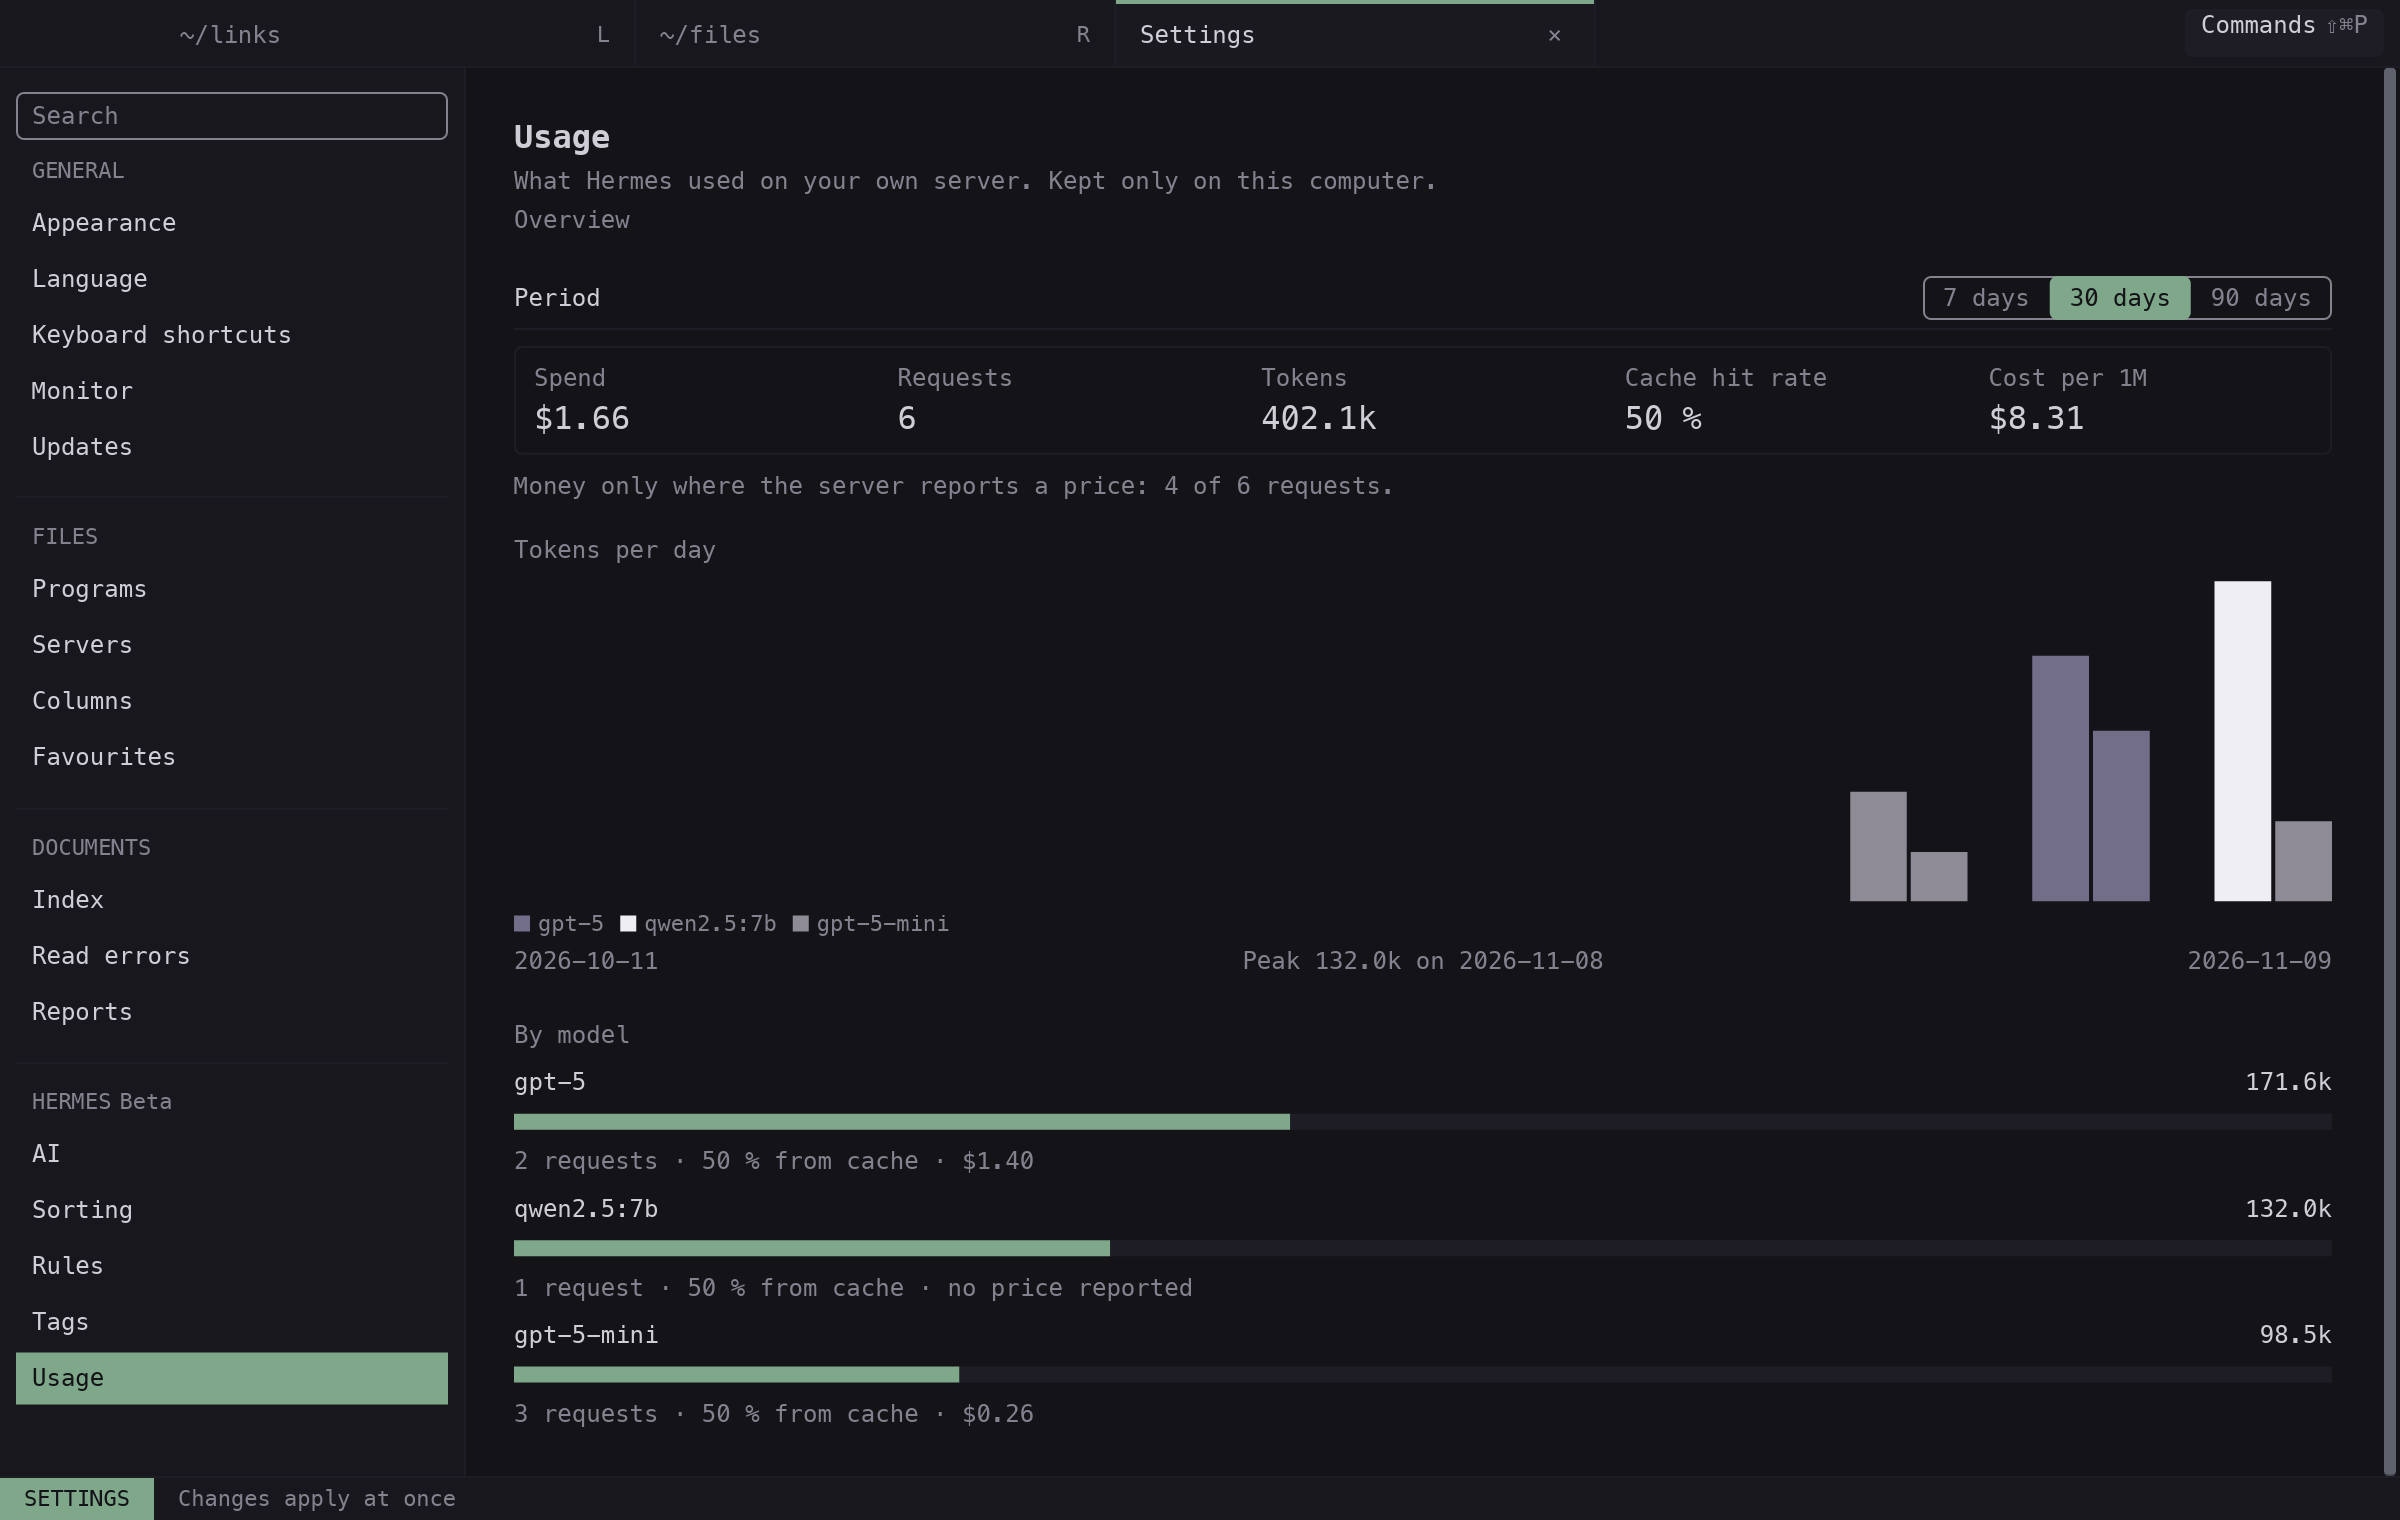 ~/links L ~/files R Settings × Commands ⇧⌘P
Search
GENERAL
Appearance
Language
Keyboard shortcuts
Monitor
Updates
FILES
Programs
Servers
Columns
Favourites
DOCUMENTS
Index
Read errors
Reports
HERMES Beta
AI
Sorting
Rules
Tags
Usage
Usage
What Hermes used on your own server. Kept only on this computer.
Overview
Period 7 days 30 days 90 days
Spend Requests Tokens Cache hit rate Cost per 1M
$1.66 6 402.1k 50 % $8.31
Money only where the server reports a price: 4 of 6 requests.
Tokens per day
gpt-5 qwen2.5:7b gpt-5-mini
2026-10-11 Peak 132.0k on 2026-11-08 2026-11-09
By model
gpt-5 171.6k
2 requests · 50 % from cache · $1.40
qwen2.5:7b 132.0k
1 request · 50 % from cache · no price reported
gpt-5-mini 98.5k
3 requests · 50 % from cache · $0.26
SETTINGS Changes apply at once